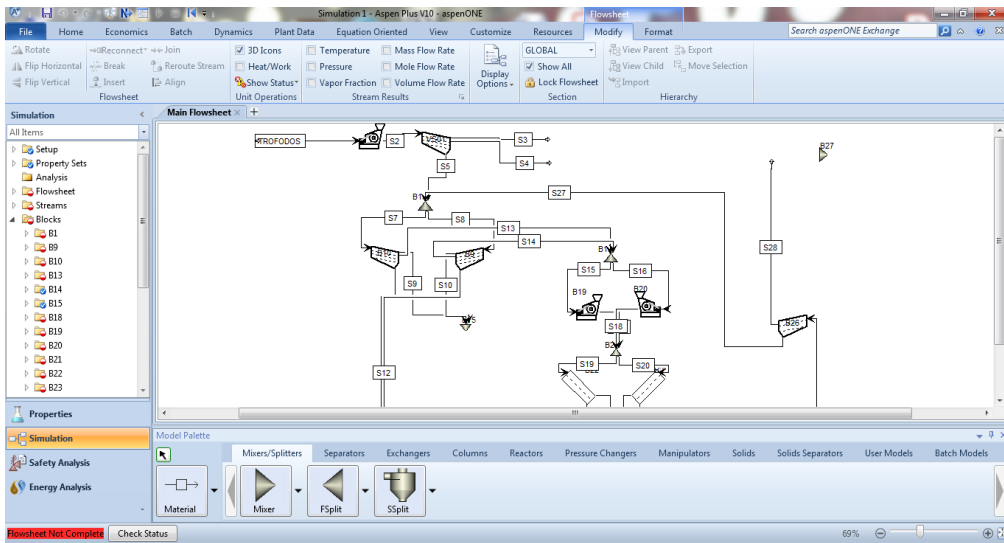 Simulation 1 - Aspen Plus V10 - aspenONE
Flowsheet
File Home Economics Batch Dynamics Plant Data Equation Oriented View Customize Resources Modify Format
Search aspenONE Exchange
Rotate Reconnect Join
Flip Horizontal Break Reroute Stream
Flip Vertical Insert Align
Flowsheet
3D Icons
Heat/Work
Show Status
Unit Operations
Temperature Mass Flow Rate
Pressure Mole Flow Rate
Vapor Fraction Volume Flow Rate
Stream Results
Display
Options
GLOBAL
Show All
Lock Flowsheet
Section
View Parent Export
View Child Move Selection
Import
Hierarchy
Simulation
All Items
Setup
Property Sets
Analysis
Flowsheet
Streams
Blocks
B1
B9
B10
B13
B14
B15
B18
B19
B20
B21
B22
B23
Properties
Simulation
Safety Analysis
Energy Analysis
Main Flowsheet
TROFODOS
S2
S3
S4
S5
B27
S27
S7
S8
S13
S14
S28
S9
S10
S15
S16
B19
B20
S18
B26
S19
S20
S12
Model Palette
Mixers/Splitters Separators Exchangers Columns Reactors Pressure Changers Manipulators Solids Solids Separators User Models Batch Models
Material Mixer FSplit SSplit
Flowsheet Not Complete Check Status
69%